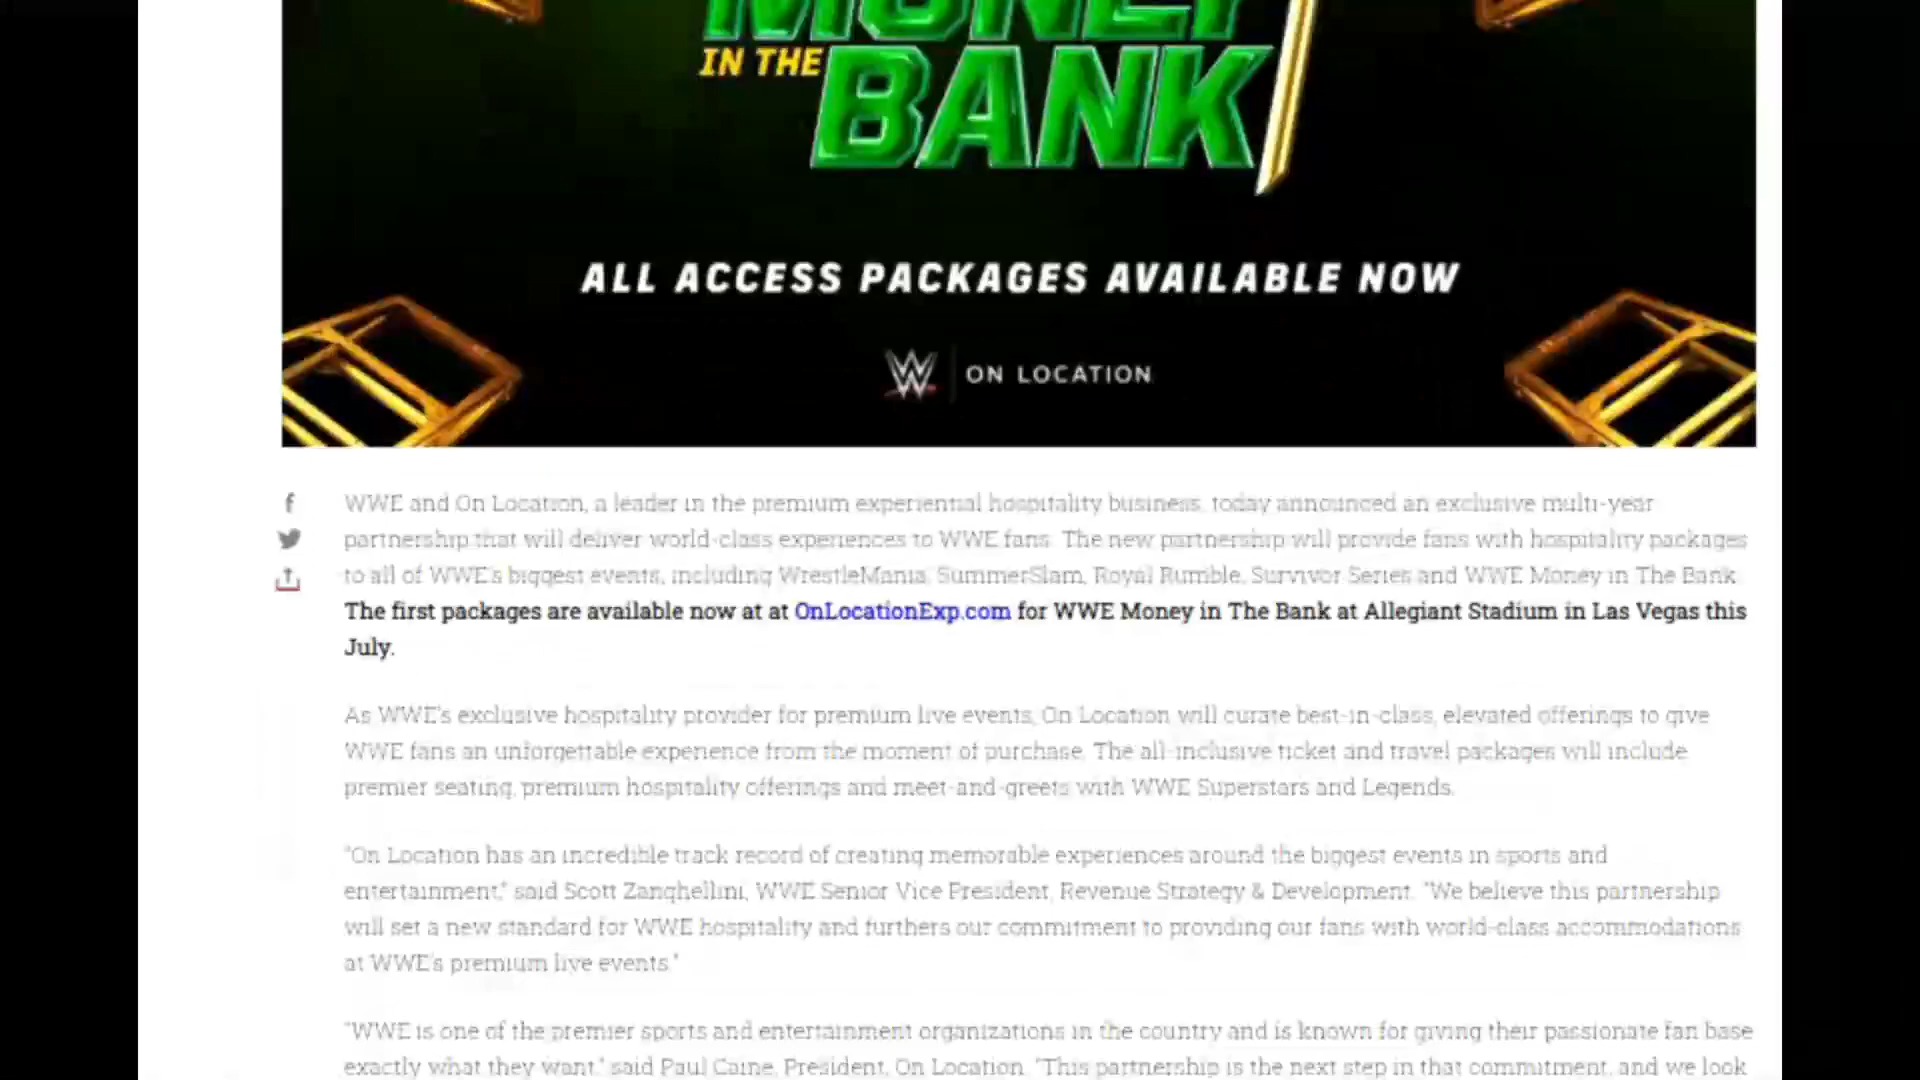 MONEY
IN THE
BANK
ALL ACCESS PACKAGES AVAILABLE NOW
W ON LOCATION
WWE and On Location, a leader in the premium experiential hospitality business, today announced an exclusive multi-year
partnership that will deliver world-class experiences to WWE fans. The new partnership will provide fans with hospitality packages
to all of WWE's biggest events, including WrestleMania, SummerSlam, Royal Rumble, Survivor Series and WWE Money in The Bank.
The first packages are available now at at OnLocationExp.com for WWE Money in The Bank at Allegiant Stadium in Las Vegas this
July.
As WWE's exclusive hospitality provider for premium live events, On Location will curate best-in-class, elevated offerings to give
WWE fans an unforgettable experience from the moment of purchase. The all-inclusive ticket and travel packages will include
premier seating, premium hospitality offerings and meet-and-greets with WWE Superstars and Legends.
"On Location has an incredible track record of creating memorable experiences around the biggest events in sports and
entertainment," said Scott Zanghellini, WWE Senior Vice President, Revenue Strategy & Development. "We believe this partnership
will set a new standard for WWE hospitality and furthers our commitment to providing our fans with world-class accommodations
at WWE's premium live events."
"WWE is one of the premier sports and entertainment organizations in the country and is known for giving their passionate fan base
exactly what they want," said Paul Caine, President, On Location. "This partnership is the next step in that commitment, and we look